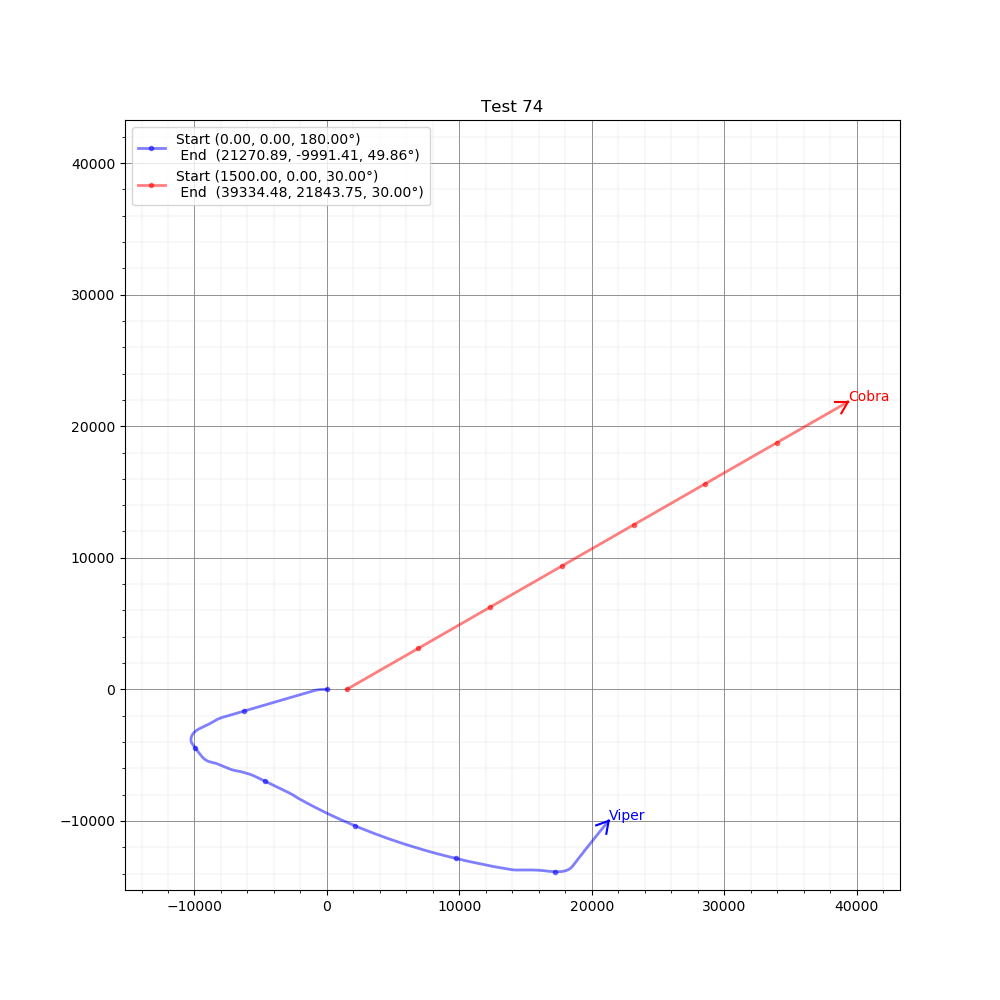 Test 74
Start (0.00, 0.00, 180.00°)
End  (21270.89, -9991.41, 49.86°)
Start (1500.00, 0.00, 30.00°)
End  (39334.48, 21843.75, 30.00°)
40000
30000
20000
10000
0
−10000
Cobra
Viper
−10000
0
10000
20000
30000
40000